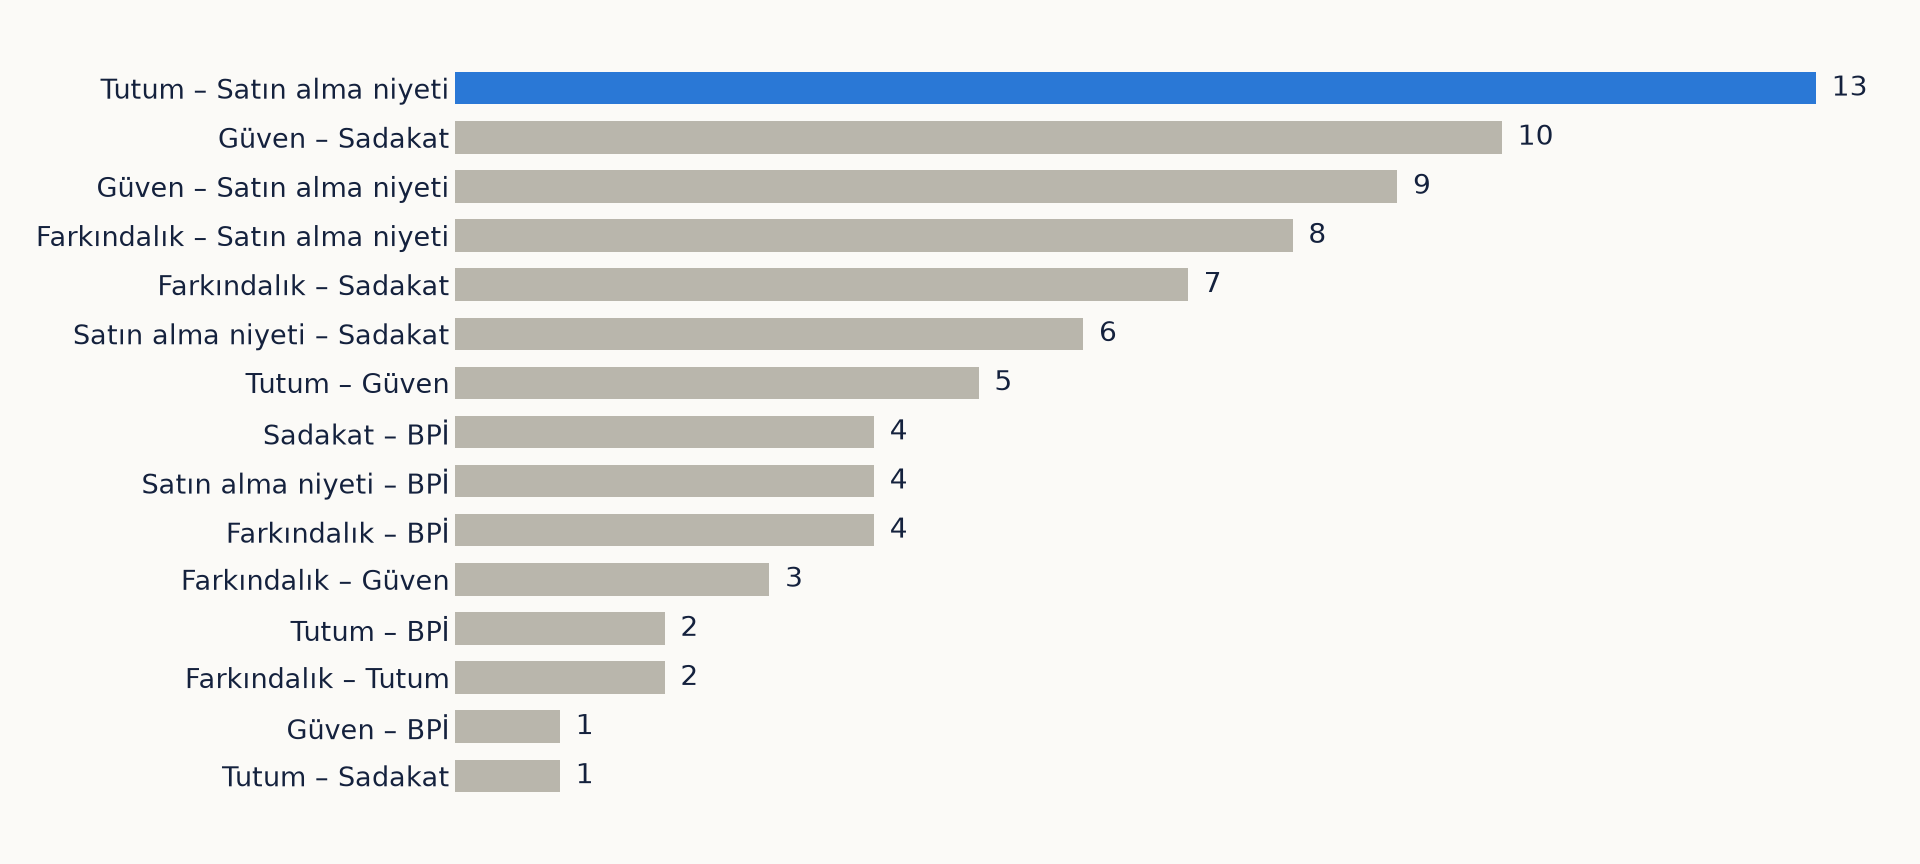 Tutum – Satın alma niyeti 13
Güven – Sadakat 10
Güven – Satın alma niyeti 9
Farkındalık – Satın alma niyeti 8
Farkındalık – Sadakat 7
Satın alma niyeti – Sadakat 6
Tutum – Güven 5
Sadakat – BPİ 4
Satın alma niyeti – BPİ 4
Farkındalık – BPİ 4
Farkındalık – Güven 3
Tutum – BPİ 2
Farkındalık – Tutum 2
Güven – BPİ 1
Tutum – Sadakat 1